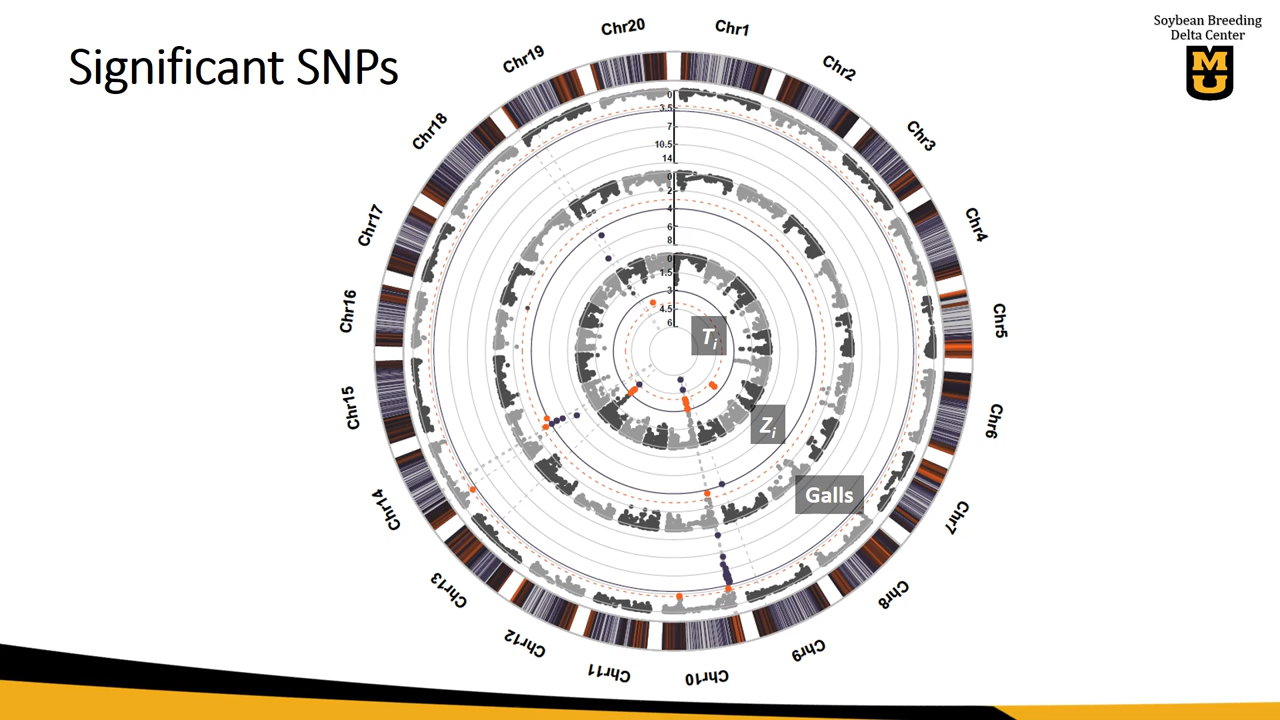 Significant SNPs
Soybean Breeding
Delta Center
MU
Chr20
Chr1
Chr19
Chr2
Chr18
Chr3
Chr17
Chr4
Chr16
Chr5
Chr15
Chr6
Chr14
Chr7
Chr13
Chr8
Chr12
Chr9
Chr11
Chr10
0
3.5
7
10.5
14
0
2
4
6
8
0
1.5
3
4.5
6
Ti
Zi
Galls